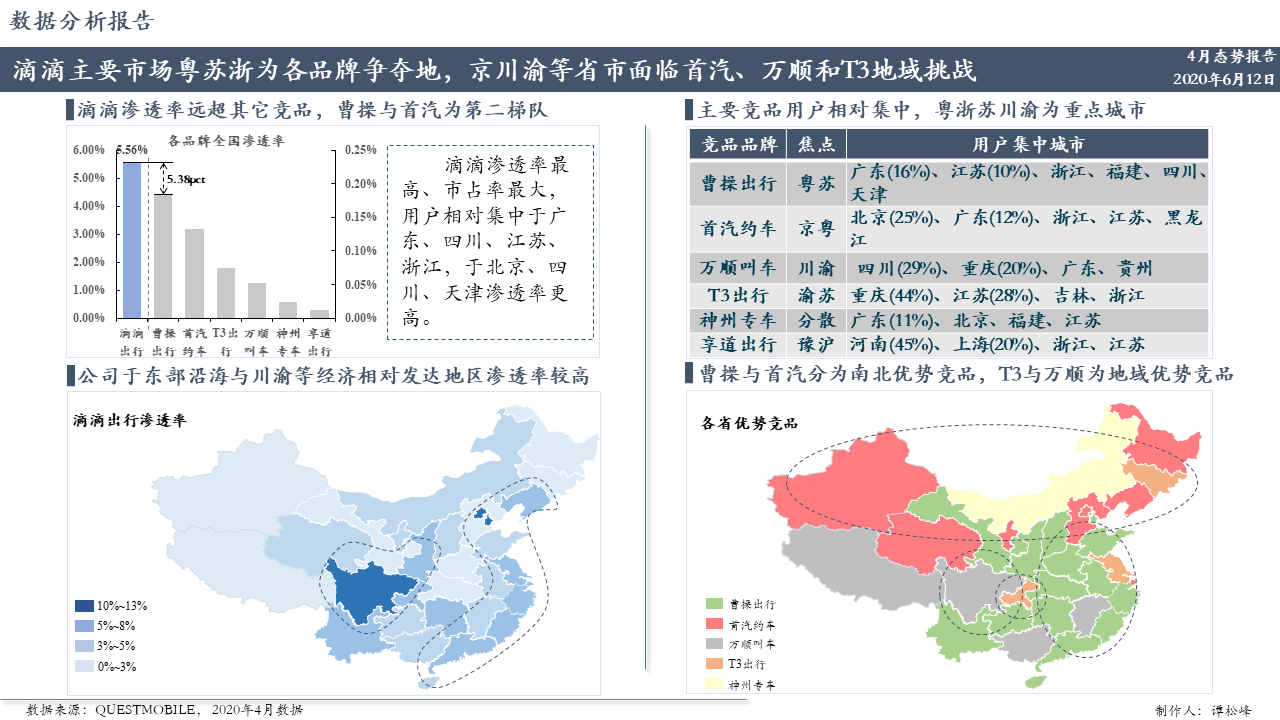 数据分析报告
滴滴主要市场粤苏浙为各品牌争夺地，京川渝等省市面临首汽、万顺和T3地域挑战
4月态势报告
2020年6月12日
滴滴渗透率远超其它竞品，曹操与首汽为第二梯队
各品牌全国渗透率
6.00%
5.00%
4.00%
3.00%
2.00%
1.00%
0.00%
5.56%
5.38pct
0.25%
0.20%
0.15%
0.10%
0.05%
0.00%
滴滴 曹操 首汽 T3出 万顺 神州 享道
出行 出行 约车 行 叫车 专车 出行
滴滴渗透率最
高、市占率最大，
用户相对集中于广
东、四川、江苏、
浙江，于北京、四
川、天津渗透率更
高。
主要竞品用户相对集中，粤浙苏川渝为重点城市
竞品品牌 焦点 用户集中城市
曹操出行 粤苏 广东(16%)、江苏(10%)、浙江、福建、四川、
天津
首汽约车 京粤 北京(25%)、广东(12%)、浙江、江苏、黑龙
江
万顺叫车 川渝 四川(29%)、重庆(20%)、广东、贵州
T3出行 渝苏 重庆(44%)、江苏(28%)、吉林、浙江
神州专车 分散 广东(11%)、北京、福建、江苏
享道出行 豫沪 河南(45%)、上海(20%)、浙江、江苏
公司于东部沿海与川渝等经济相对发达地区渗透率较高
滴滴出行渗透率
10%~13%
5%~8%
3%~5%
0%~3%
曹操与首汽分为南北优势竞品，T3与万顺为地域优势竞品
各省优势竞品
曹操出行
首汽约车
万顺叫车
T3出行
神州专车
数据来源：QUESTMOBILE，2020年4月数据
制作人：谭松峰